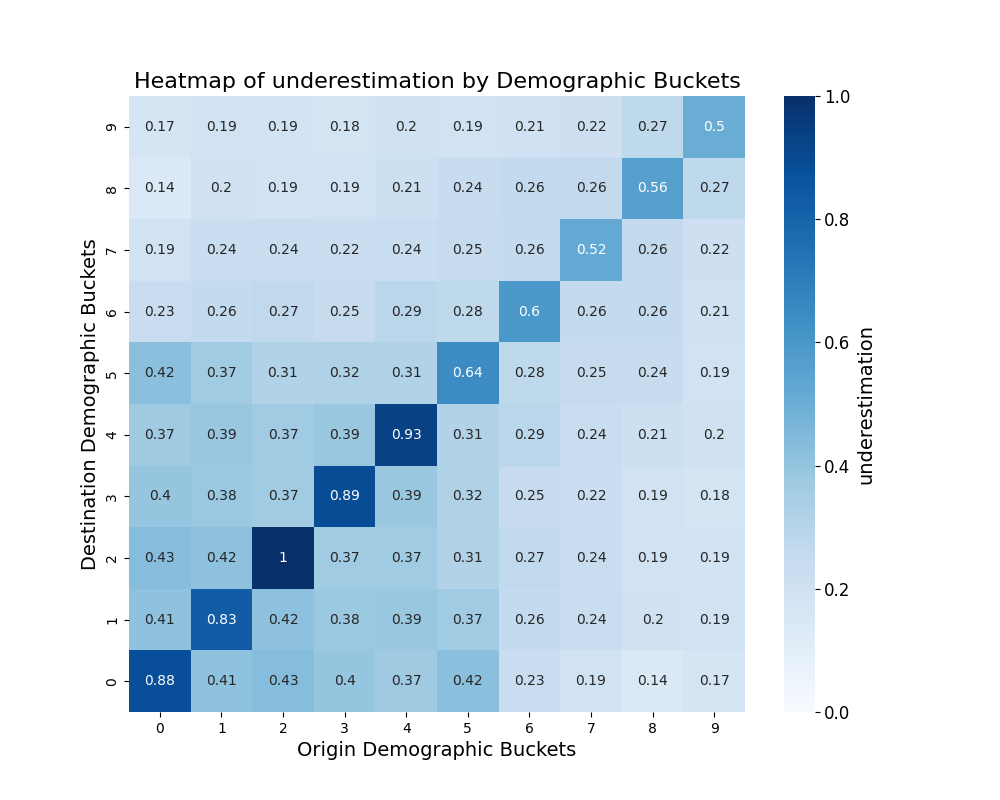 Heatmap of underestimation by Demographic Buckets
Destination Demographic Buckets
9 0.17 0.19 0.19 0.18 0.2 0.19 0.21 0.22 0.27 0.5
8 0.14 0.2 0.19 0.19 0.21 0.24 0.26 0.26 0.56 0.27
7 0.19 0.24 0.24 0.22 0.24 0.25 0.26 0.52 0.26 0.22
6 0.23 0.26 0.27 0.25 0.29 0.28 0.6 0.26 0.26 0.21
5 0.42 0.37 0.31 0.32 0.31 0.64 0.28 0.25 0.24 0.19
4 0.37 0.39 0.37 0.39 0.93 0.31 0.29 0.24 0.21 0.2
3 0.4 0.38 0.37 0.89 0.39 0.32 0.25 0.22 0.19 0.18
2 0.43 0.42 1 0.37 0.37 0.31 0.27 0.24 0.19 0.19
1 0.41 0.83 0.42 0.38 0.39 0.37 0.26 0.24 0.2 0.19
0 0.88 0.41 0.43 0.4 0.37 0.42 0.23 0.19 0.14 0.17
0 1 2 3 4 5 6 7 8 9
Origin Demographic Buckets
1.0
0.8
0.6
0.4
0.2
0.0
underestimation